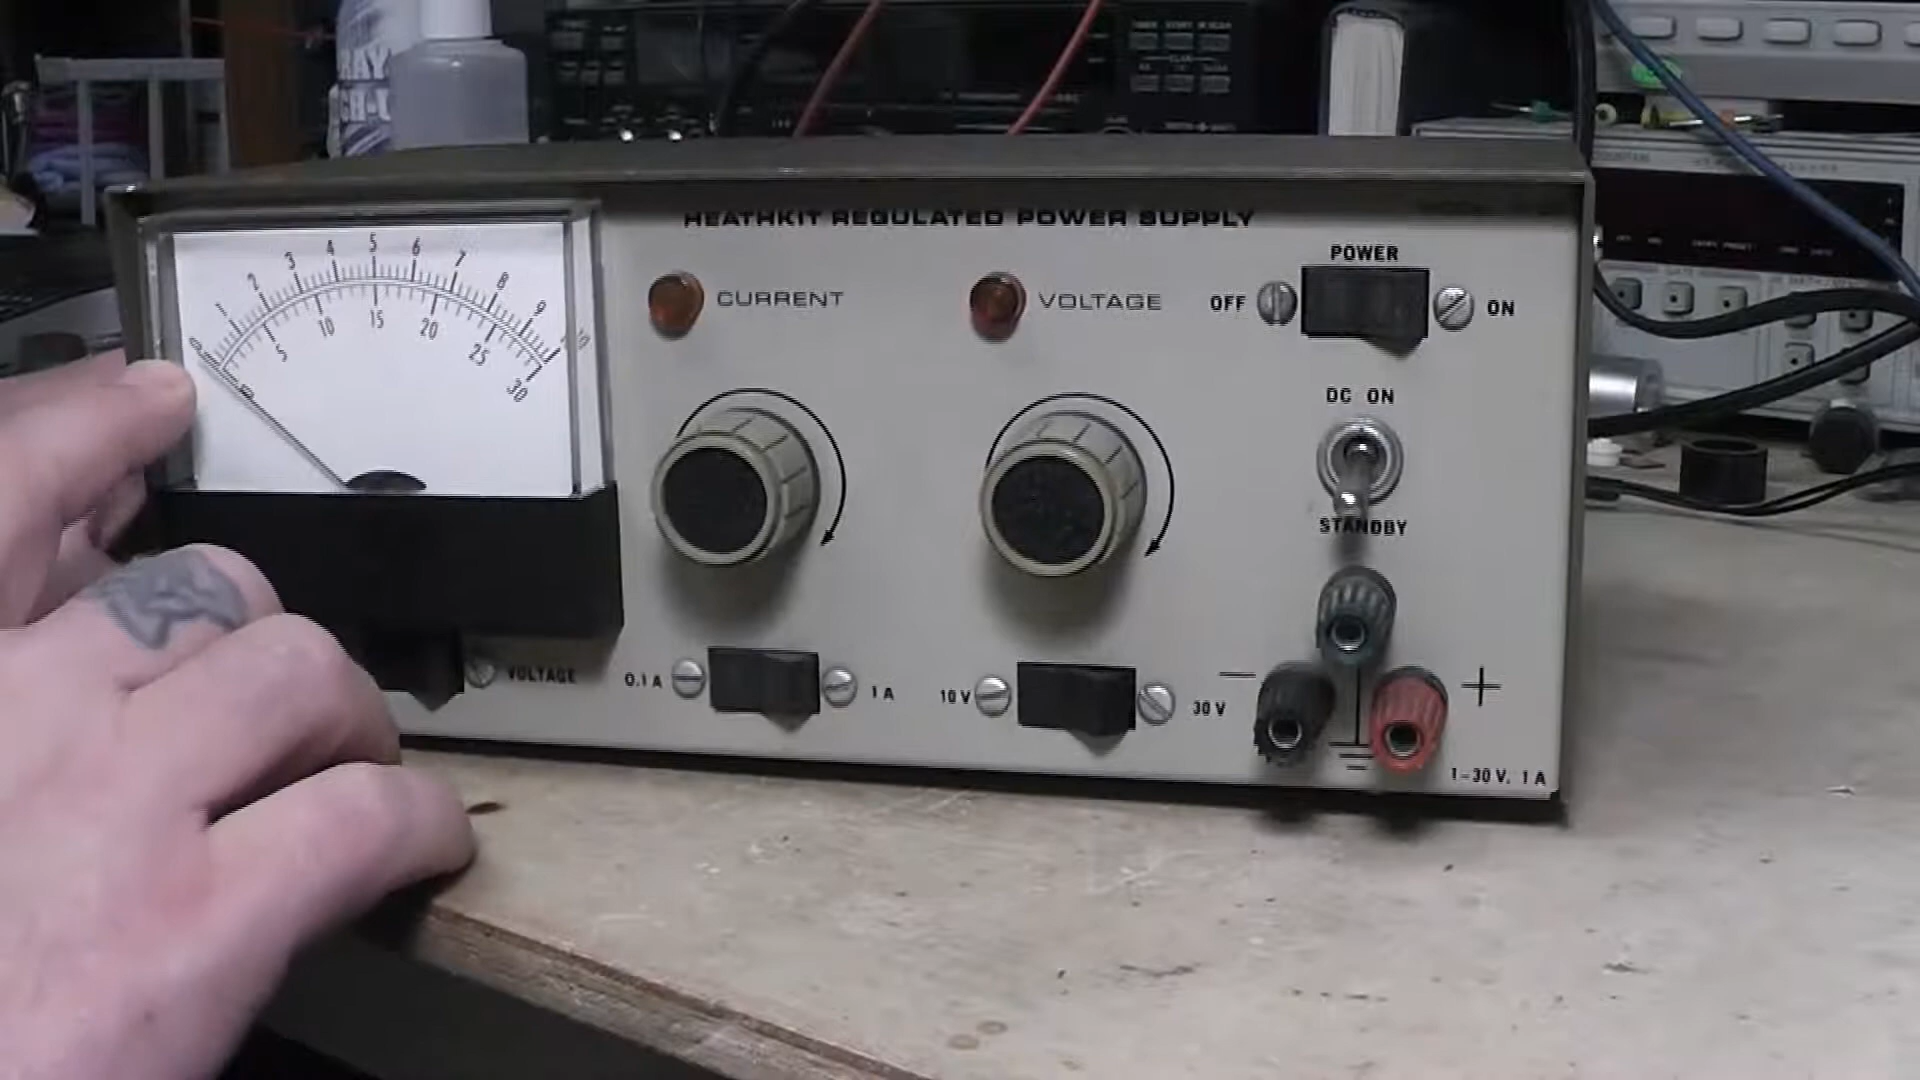 HEATHKIT REGULATED POWER SUPPLY
POWER
OFF
ON
CURRENT
VOLTAGE
0 1 2 3 4 5 6 7 8 9 10
0 5 10 15 20 25 30
DC ON
STANDBY
VOLTAGE
0.1 A
1 A
10 V
30 V
−
+
1-30 V, 1 A